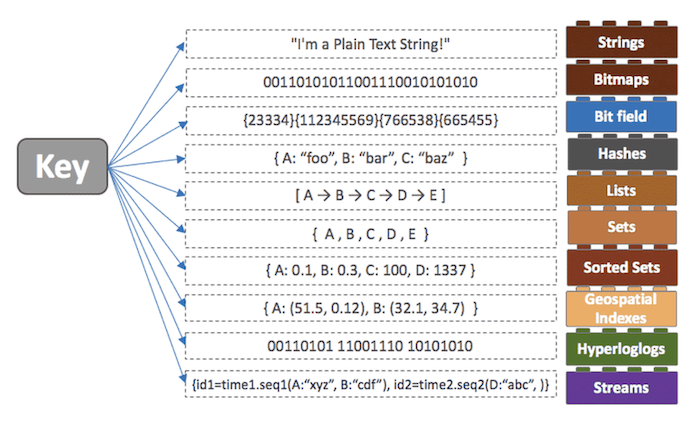 Key
"I'm a Plain Text String!"
Strings
00110101011001110010101010
Bitmaps
{23334}{112345569}{766538}{665455}
Bit field
{ A: “foo”, B: “bar”, C: “baz” }
Hashes
[ A → B → C → D → E ]
Lists
{ A , B , C , D , E }
Sets
{ A: 0.1, B: 0.3, C: 100, D: 1337 }
Sorted Sets
{ A: (51.5, 0.12), B: (32.1, 34.7) }
Geospatial
Indexes
00110101 11001110 10101010
Hyperloglogs
{id1=time1.seq1(A:“xyz”, B:“cdf”), id2=time2.seq2(D:“abc”, )}
Streams